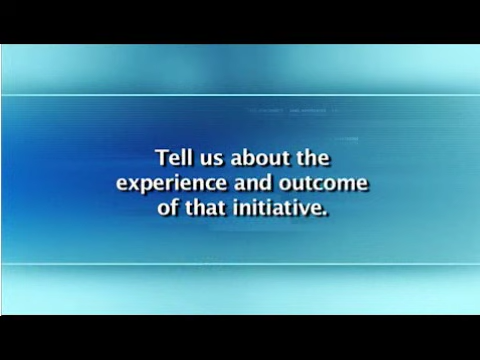 Tell us about the
experience and outcome
of that initiative.